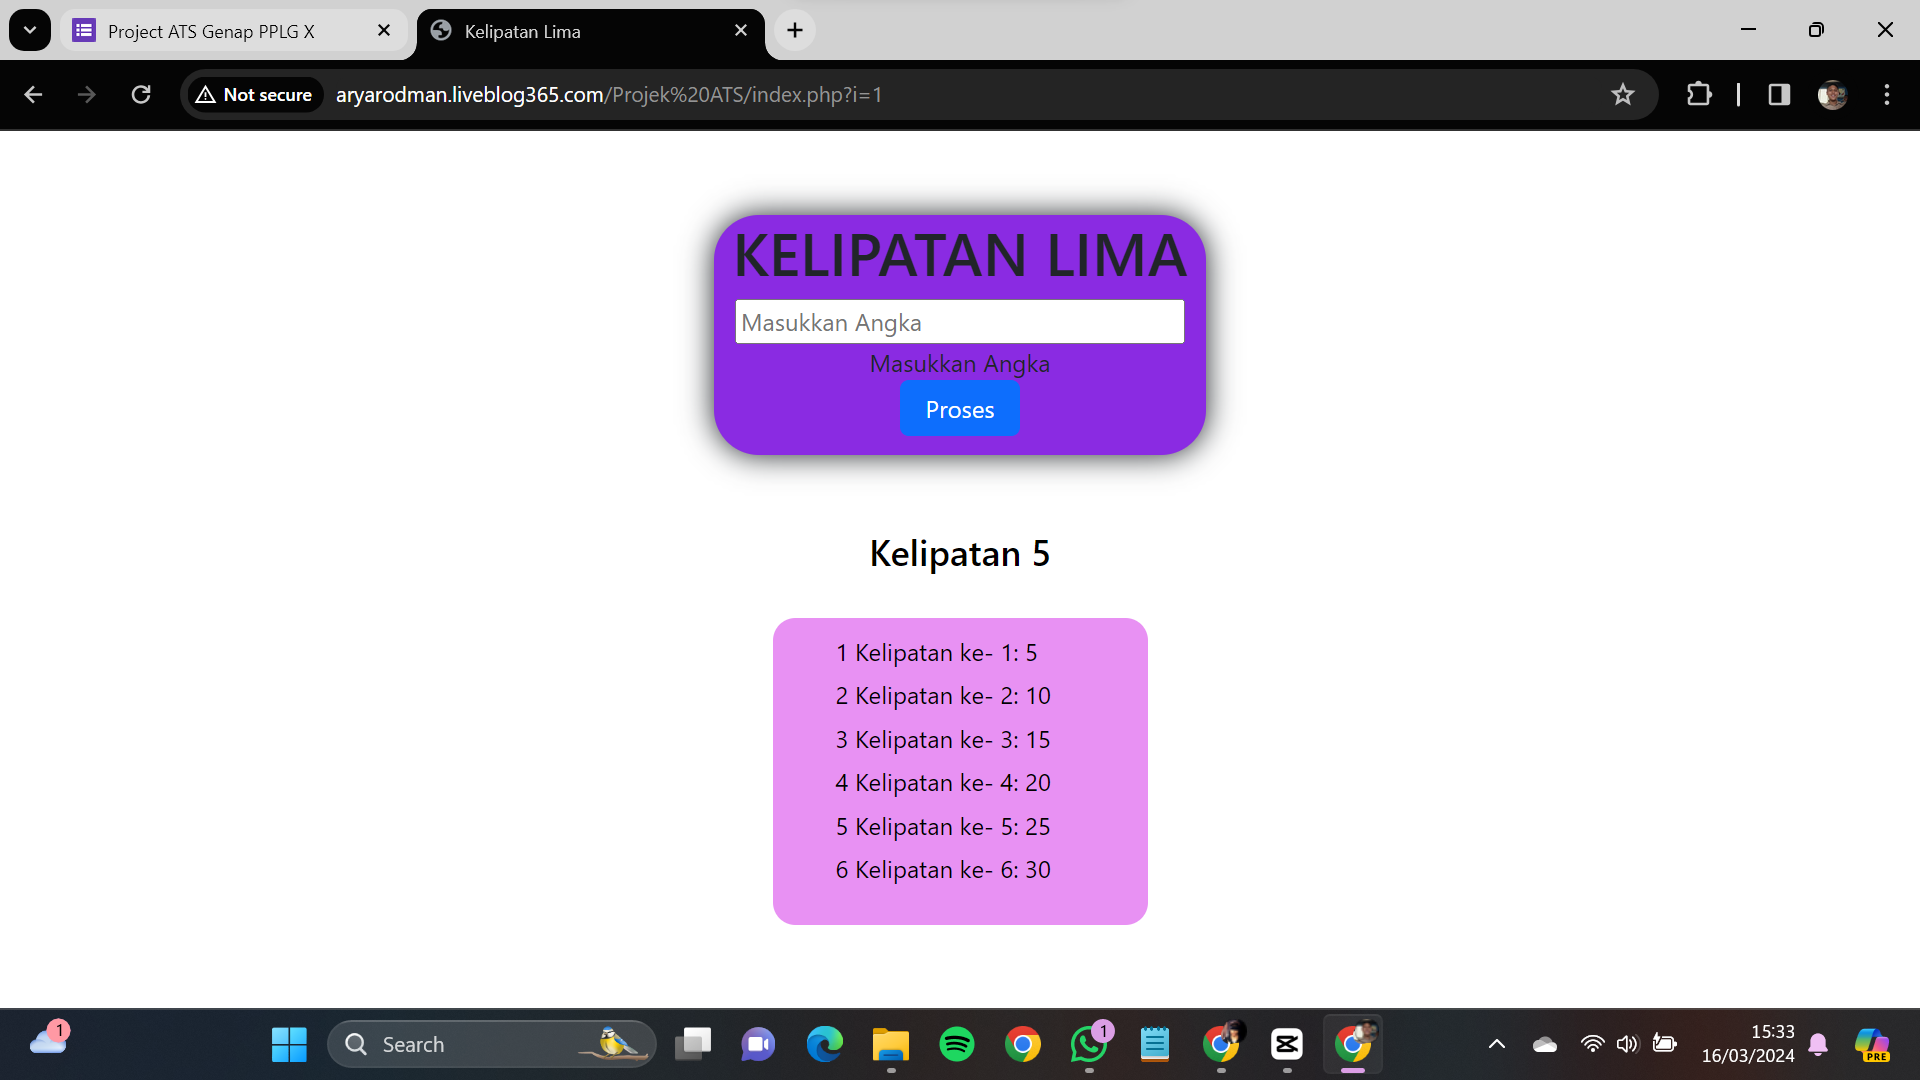 Project ATS Genap PPLG X
Kelipatan Lima
Not secure
aryarodman.liveblog365.com/Projek%20ATS/index.php?i=1
KELIPATAN LIMA
Masukkan Angka
Masukkan Angka
Proses
Kelipatan 5
1 Kelipatan ke- 1: 5
2 Kelipatan ke- 2: 10
3 Kelipatan ke- 3: 15
4 Kelipatan ke- 4: 20
5 Kelipatan ke- 5: 25
6 Kelipatan ke- 6: 30
1
Search
1
15:33
16/03/2024
PRE